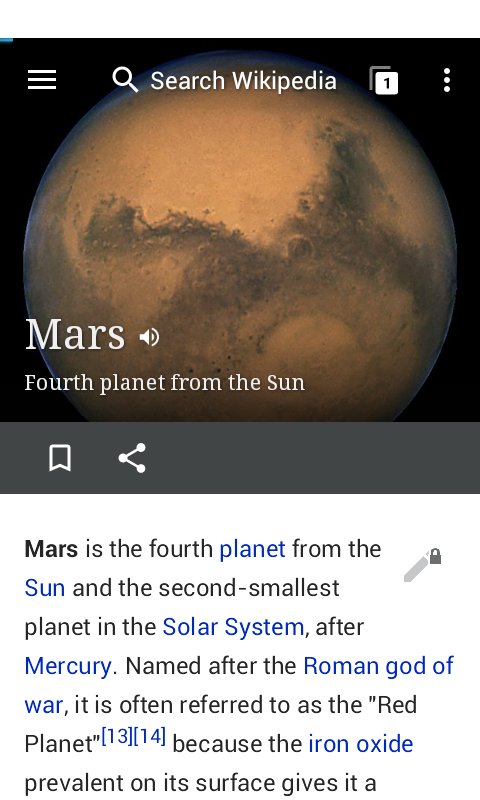 Search Wikipedia
1
Mars
Fourth planet from the Sun
Mars is the fourth planet from the
Sun and the second-smallest
planet in the Solar System, after
Mercury. Named after the Roman god of
war, it is often referred to as the "Red
Planet"[13][14] because the iron oxide
prevalent on its surface gives it a